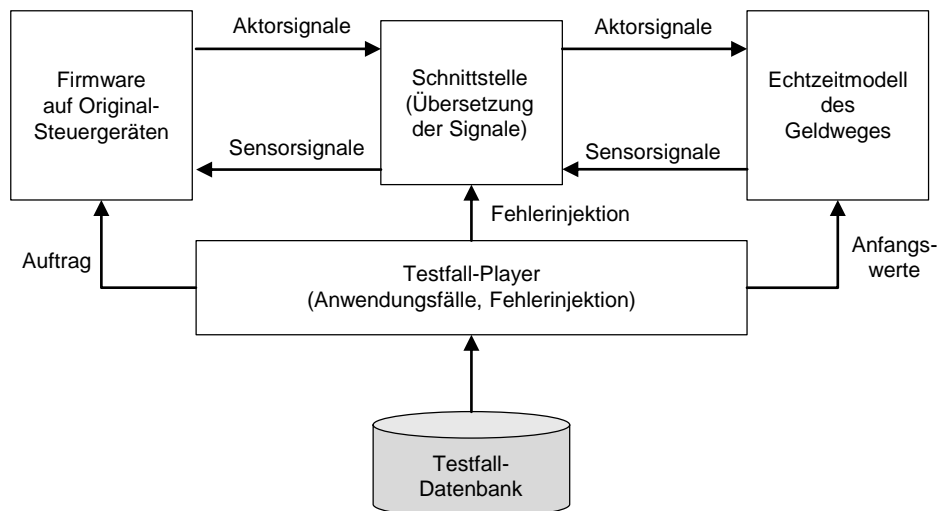 Aktorsignale
Aktorsignale
Firmware
auf Original-
Steuergeräten
Schnittstelle
(Übersetzung
der Signale)
Echtzeitmodell
des
Geldweges
Sensorsignale
Sensorsignale
Auftrag
Fehlerinjektion
Anfangs-
werte
Testfall-Player
(Anwendungsfälle, Fehlerinjektion)
Testfall-
Datenbank